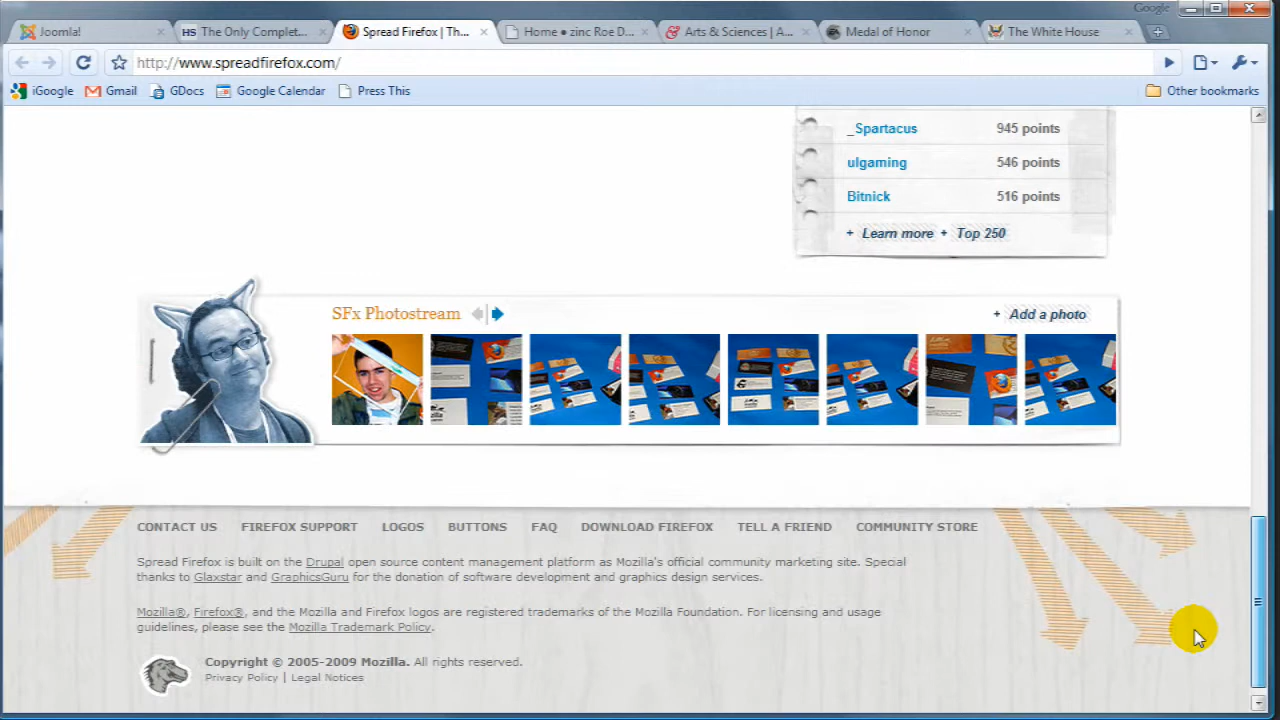 Google
Joomla!
HS The Only Complet...
Spread Firefox | Th...
Home • zinc Roe D...
Arts & Sciences | A...
Medal of Honor
The White House
http://www.spreadfirefox.com/
iGoogle
Gmail
GDocs
Google Calendar
Press This
Other bookmarks
_Spartacus 945 points
ulgaming 546 points
Bitnick 516 points
+ Learn more + Top 250
SFx Photostream
+ Add a photo
CONTACT US FIREFOX SUPPORT LOGOS BUTTONS FAQ DOWNLOAD FIREFOX TELL A FRIEND COMMUNITY STORE
Spread Firefox is built on the Drupal open source content management platform as Mozilla's official community marketing site. Special
thanks to Glaxstar and GraphicsGuru for the donation of software development and graphics design services.
Mozilla®, Firefox®, and the Mozilla and Firefox logos are registered trademarks of the Mozilla Foundation. For licensing and usage
guidelines, please see the Mozilla Trademark Policy.
Copyright © 2005-2009 Mozilla. All rights reserved.
Privacy Policy | Legal Notices